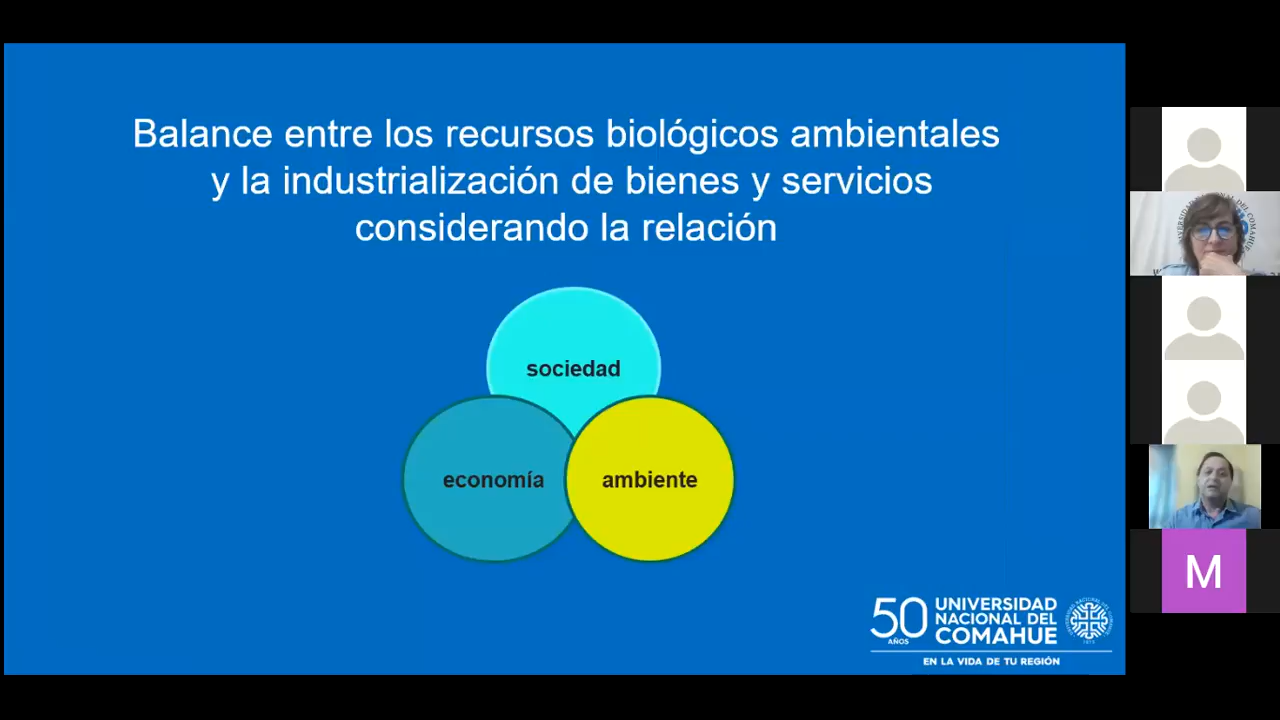 Balance entre los recursos biológicos ambientales
y la industrialización de bienes y servicios
considerando la relación
sociedad
economía
ambiente
50
AÑOS
UNIVERSIDAD
NACIONAL DEL
COMAHUE
EN LA VIDA DE TU REGIÓN
M